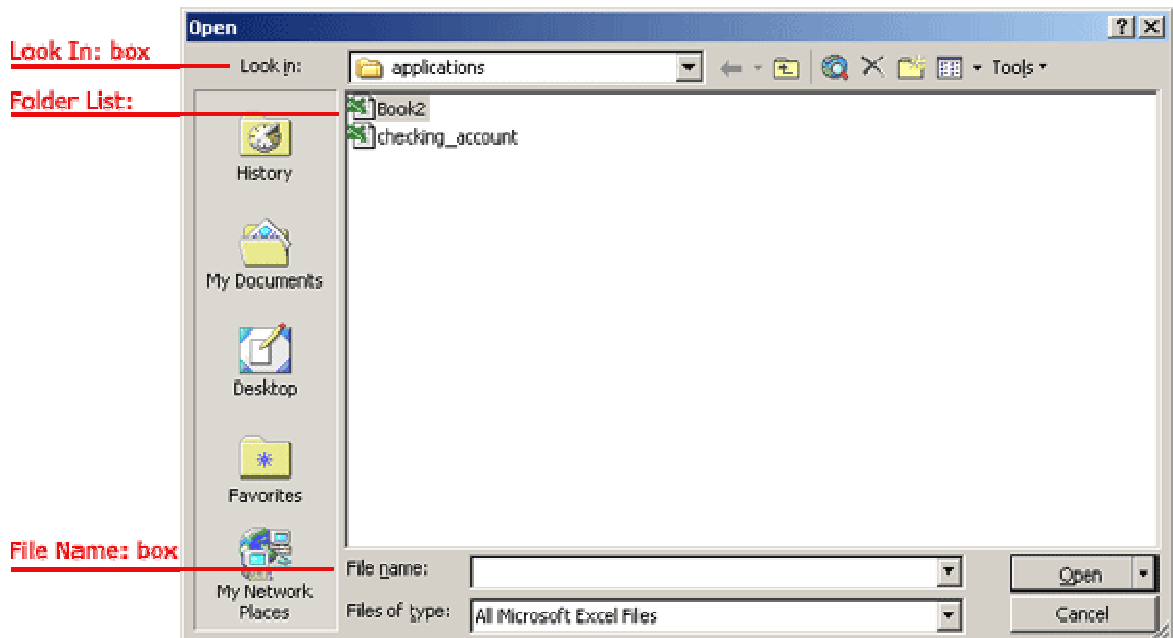 Open
Look In: box
Look in:
applications
Tools
Folder List:
Book2
checking_account
History
My Documents
Desktop
Favorites
My Network
Places
File Name: box
File name:
Open
Files of type:
All Microsoft Excel Files
Cancel